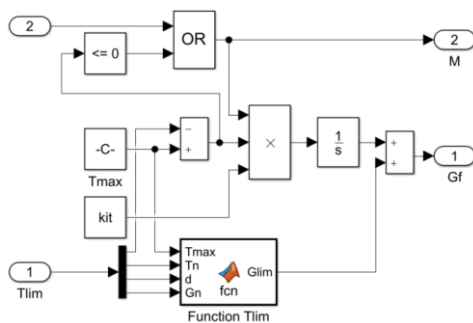 2
OR
2
M
<= 0
−
+
-C-
Tmax
×
1
s
+
+
1
Gf
kit
1
Tlim
Tmax
Tn
d
Gn
fcn
Glim
Function Tlim